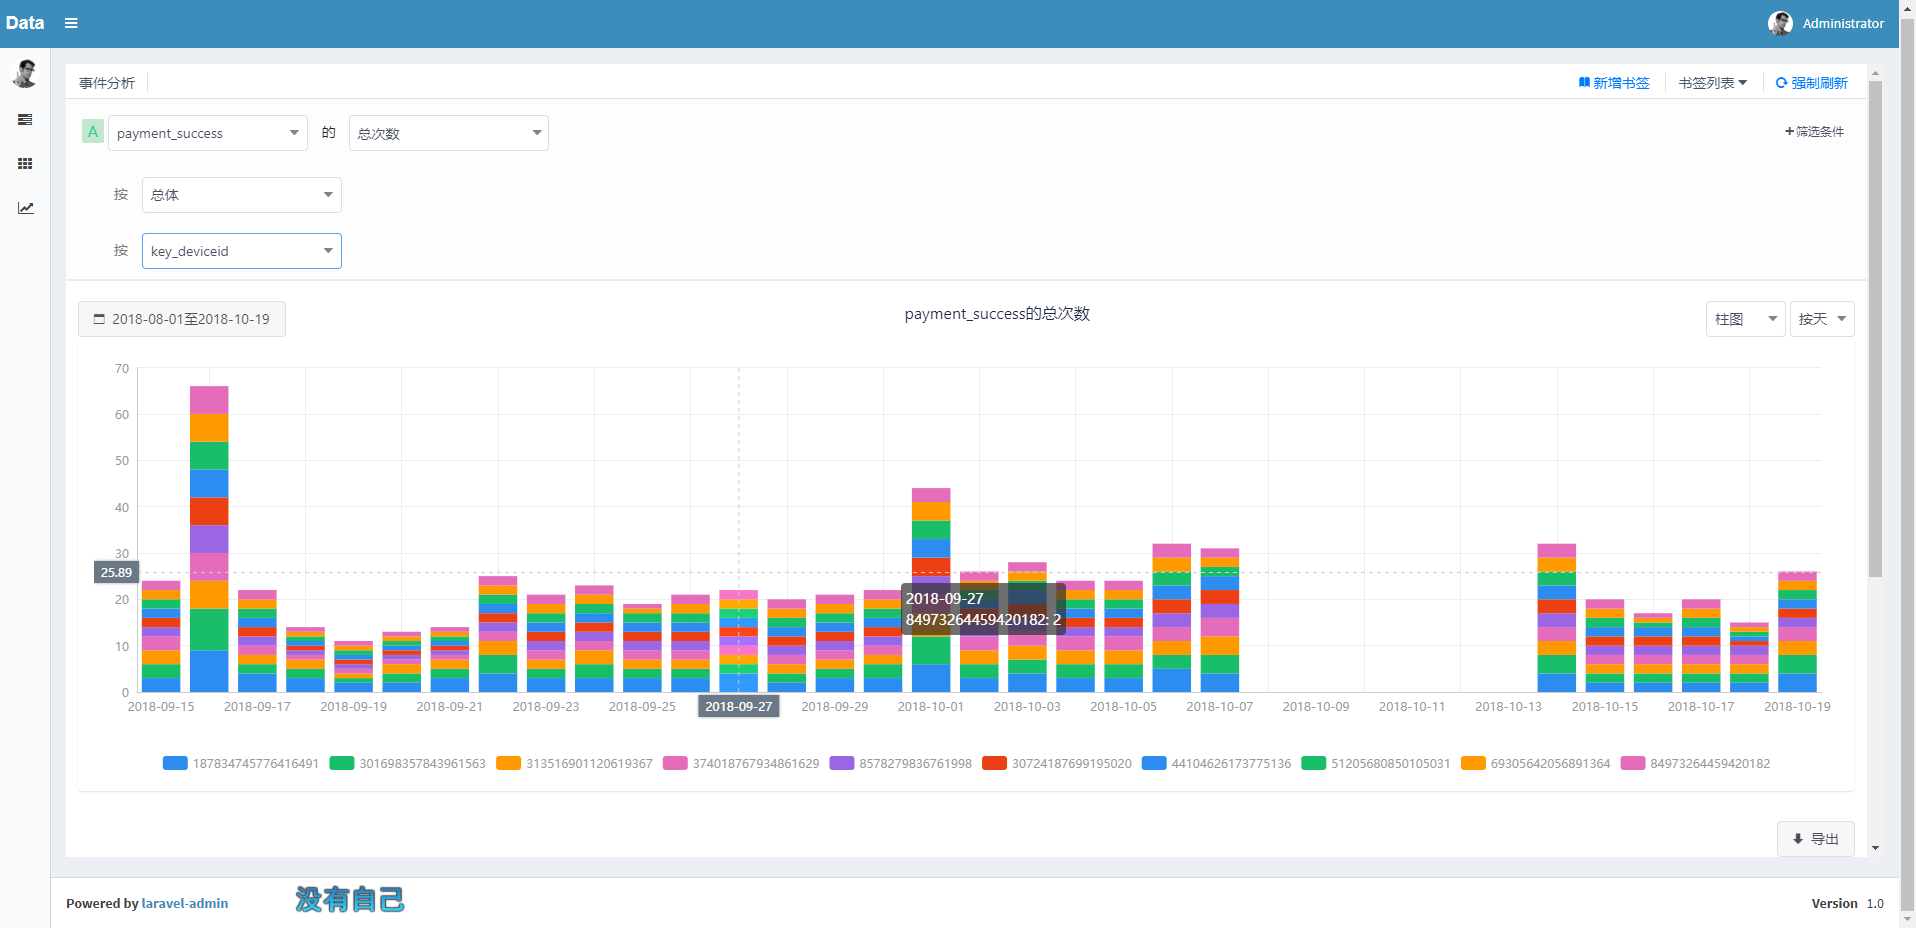 Data
Administrator
事件分析
新增书签
书签列表
强制刷新
A payment_success 的 总次数
+筛选条件
按 总体
按 key_deviceid
2018-08-01至2018-10-19
payment_success的总次数
柱图
按天
70
60
50
40
30
25.89
20
10
0
2018-09-27
84973264459420182: 2
2018-09-15 2018-09-17 2018-09-19 2018-09-21 2018-09-23 2018-09-25 2018-09-27 2018-09-29 2018-10-01 2018-10-03 2018-10-05 2018-10-07 2018-10-09 2018-10-11 2018-10-13 2018-10-15 2018-10-17 2018-10-19
187834745776416491 301698357843961563 313516901120619367 374018767934861629 8578279836761998 30724187699195020 44104626173775136 51205680850105031 69305642056891364 84973264459420182
导出
Powered by laravel-admin
没有自己
Version 1.0